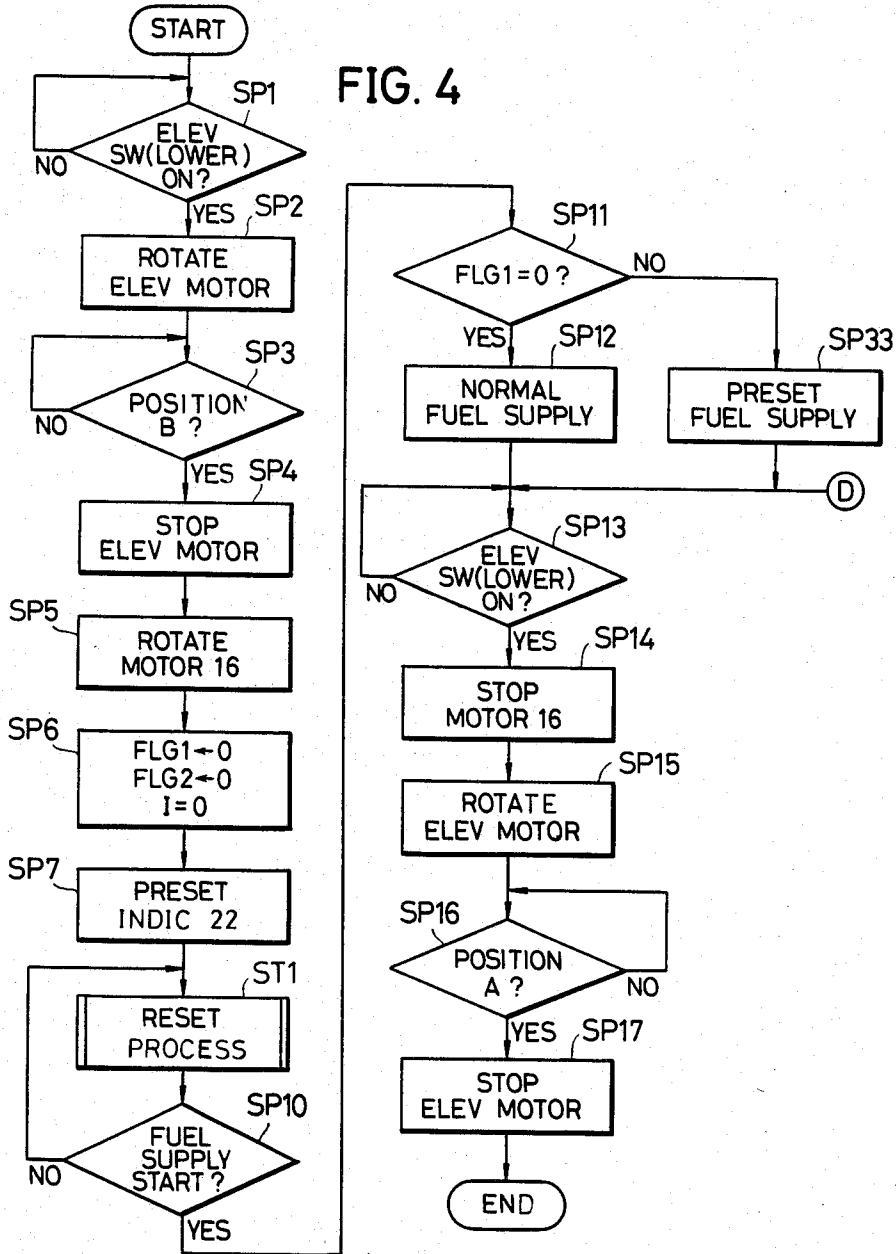 START
FIG. 4
SP1
ELEV
SW(LOWER)
ON?
NO
YES
SP2
ROTATE
ELEV MOTOR
SP3
POSITION
B ?
NO
YES
SP4
STOP
ELEV MOTOR
SP5
ROTATE
MOTOR 16
SP6
FLG1←0
FLG2←0
I=0
SP7
PRESET
INDIC 22
ST1
RESET
PROCESS
SP10
FUEL
SUPPLY
START ?
NO
YES
SP11
FLG1=0 ?
NO
YES
SP12
NORMAL
FUEL SUPPLY
SP33
PRESET
FUEL SUPPLY
D
SP13
ELEV
SW(LOWER)
ON?
NO
YES
SP14
STOP
MOTOR 16
SP15
ROTATE
ELEV MOTOR
SP16
POSITION
A ?
NO
YES
SP17
STOP
ELEV MOTOR
END